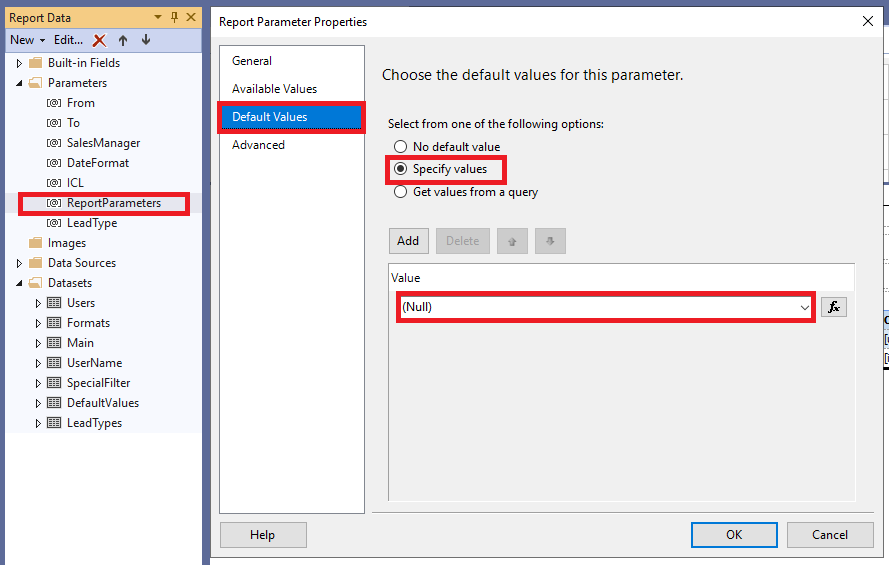 Report Data
New Edit...
Built-in Fields
Parameters
[@] From
[@] To
[@] SalesManager
[@] DateFormat
[@] ICL
[@] ReportParameters
[@] LeadType
Images
Data Sources
Datasets
Users
Formats
Main
UserName
SpecialFilter
DefaultValues
LeadTypes
Report Parameter Properties
General
Available Values
Default Values
Advanced
Choose the default values for this parameter.
Select from one of the following options:
No default value
Specify values
Get values from a query
Add Delete
Value
(Null) fx
Help OK Cancel